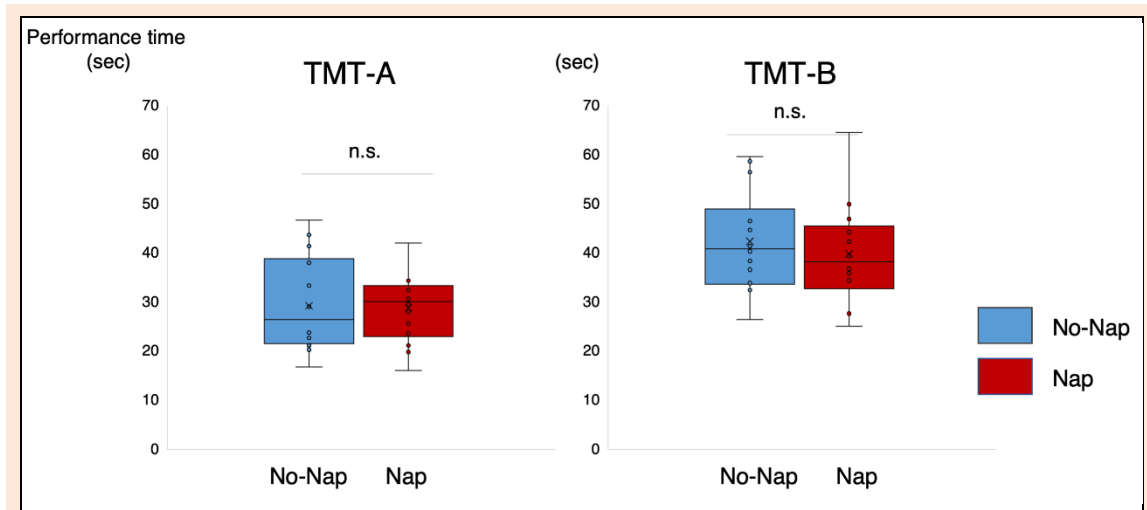 Performance time
(sec)
TMT-A
70
60
50
40
30
20
10
0
n.s.
No-Nap
Nap
(sec)
TMT-B
70
60
50
40
30
20
10
0
n.s.
No-Nap
Nap
No-Nap
Nap